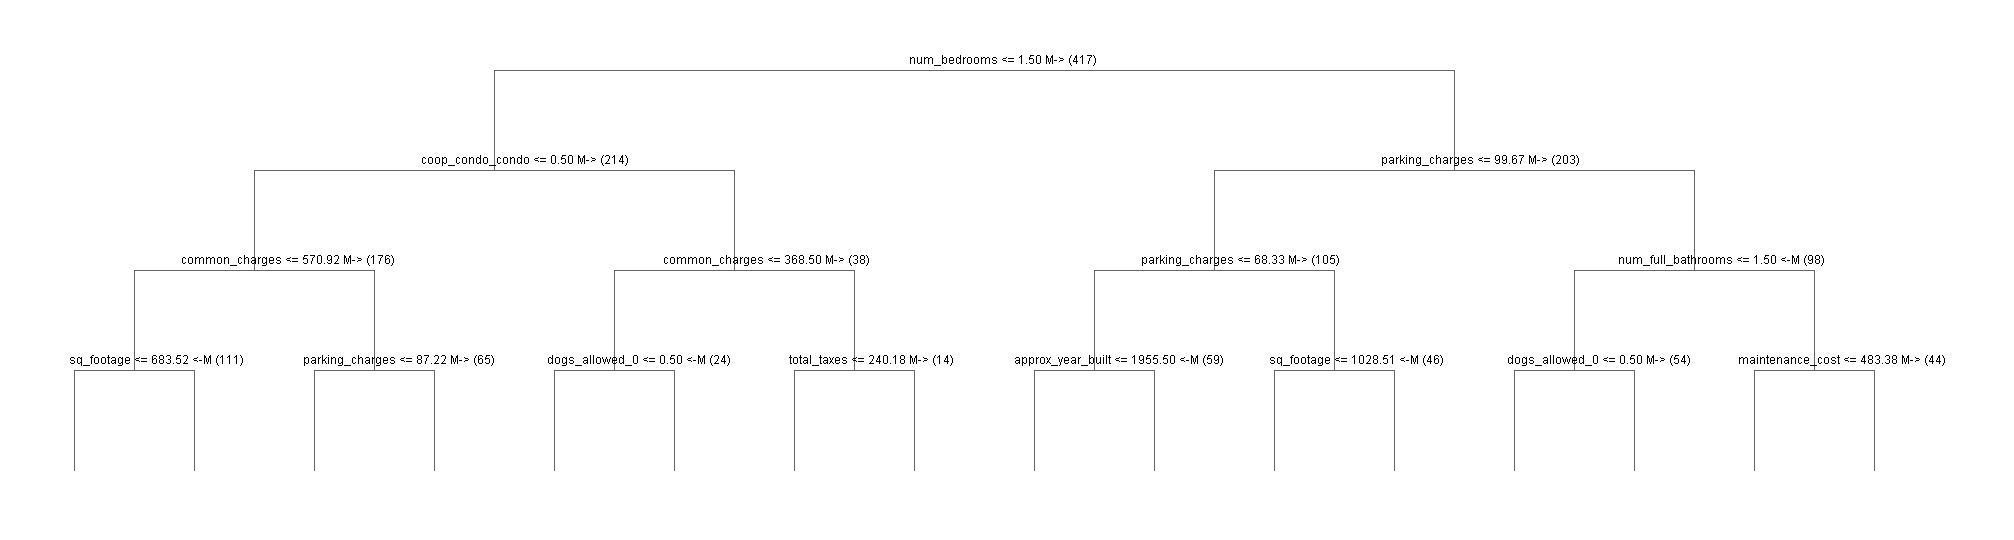 num_bedrooms <= 1.50 M-> (417)
coop_condo_condo <= 0.50 M-> (214)
parking_charges <= 99.67 M-> (203)
common_charges <= 570.92 M-> (176)
common_charges <= 368.50 M-> (38)
parking_charges <= 68.33 M-> (105)
num_full_bathrooms <= 1.50 <-M (98)
sq_footage <= 683.52 <-M (111)
parking_charges <= 87.22 M-> (65)
dogs_allowed_0 <= 0.50 <-M (24)
total_taxes <= 240.18 M-> (14)
approx_year_built <= 1955.50 <-M (59)
sq_footage <= 1028.51 <-M (46)
dogs_allowed_0 <= 0.50 M-> (54)
maintenance_cost <= 483.38 M-> (44)